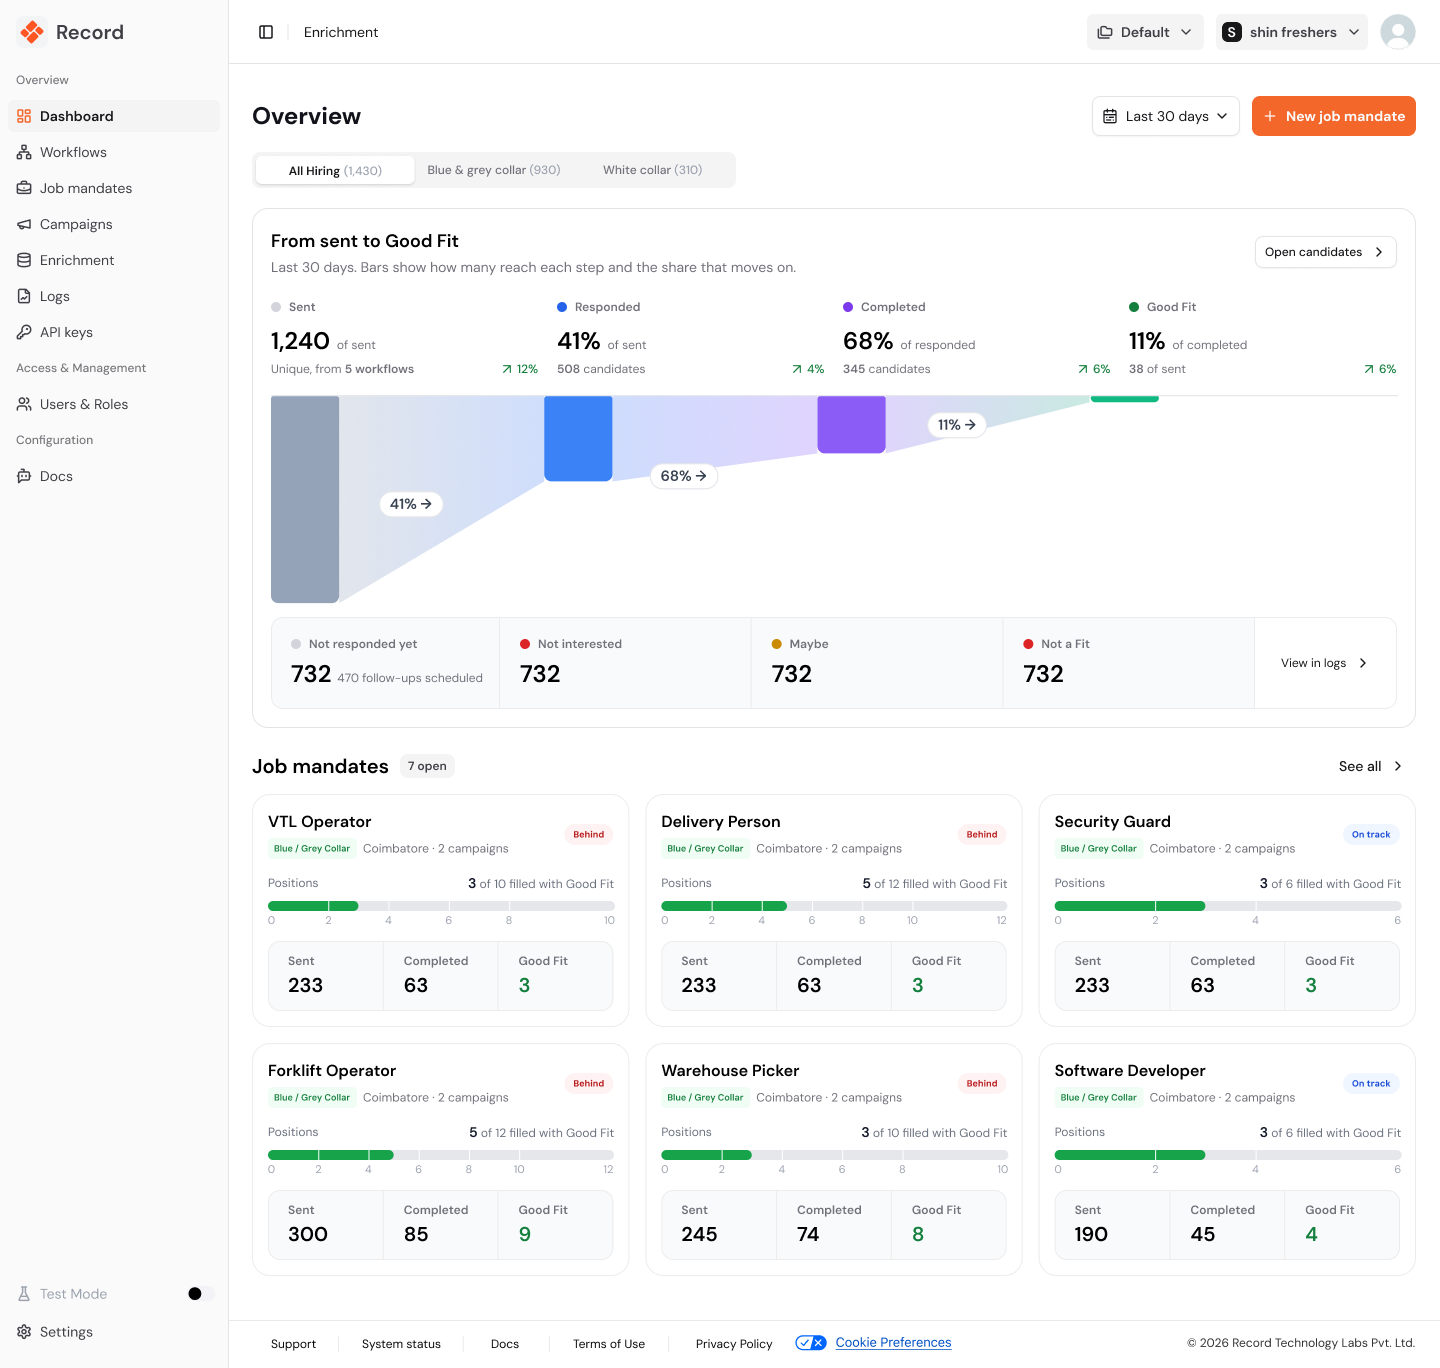 Record
Overview
Dashboard
Workflows
Job mandates
Campaigns
Enrichment
Logs
API keys
Access & Management
Users & Roles
Configuration
Docs
Test Mode
Settings
Enrichment
Default
S shin freshers
Overview
Last 30 days
New job mandate
All Hiring (1,430)
Blue & grey collar (930)
White collar (310)
From sent to Good Fit
Last 30 days. Bars show how many reach each step and the share that moves on.
Open candidates
Sent
1,240 of sent
Unique, from 5 workflows
12%
Responded
41% of sent
508 candidates
4%
Completed
68% of responded
345 candidates
6%
Good Fit
11% of completed
38 of sent
6%
41%
68%
11%
Not responded yet
732 470 follow-ups scheduled
Not interested
732
Maybe
732
Not a Fit
732
View in logs
Job mandates
7 open
See all
VTL Operator
Blue / Grey Collar Coimbatore · 2 campaigns
Behind
Positions
3 of 10 filled with Good Fit
0 2 4 6 8 10
Sent
233
Completed
63
Good Fit
3
Delivery Person
Blue / Grey Collar Coimbatore · 2 campaigns
Behind
Positions
5 of 12 filled with Good Fit
0 2 4 6 8 10 12
Sent
233
Completed
63
Good Fit
3
Security Guard
Blue / Grey Collar Coimbatore · 2 campaigns
On track
Positions
3 of 6 filled with Good Fit
0 2 4 6
Sent
233
Completed
63
Good Fit
3
Forklift Operator
Blue / Grey Collar Coimbatore · 2 campaigns
Behind
Positions
5 of 12 filled with Good Fit
0 2 4 6 8 10 12
Sent
300
Completed
85
Good Fit
9
Warehouse Picker
Blue / Grey Collar Coimbatore · 2 campaigns
Behind
Positions
3 of 10 filled with Good Fit
0 2 4 6 8 10
Sent
245
Completed
74
Good Fit
8
Software Developer
Blue / Grey Collar Coimbatore · 2 campaigns
On track
Positions
3 of 6 filled with Good Fit
0 2 4 6
Sent
190
Completed
45
Good Fit
4
Support
System status
Docs
Terms of Use
Privacy Policy
Cookie Preferences
© 2026 Record Technology Labs Pvt. Ltd.